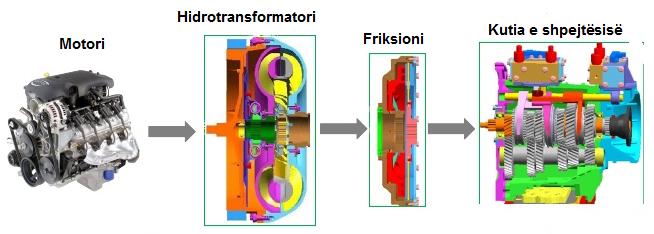 Motori
Hidrotransformatori
Friksioni
Kutia e shpejtësisë